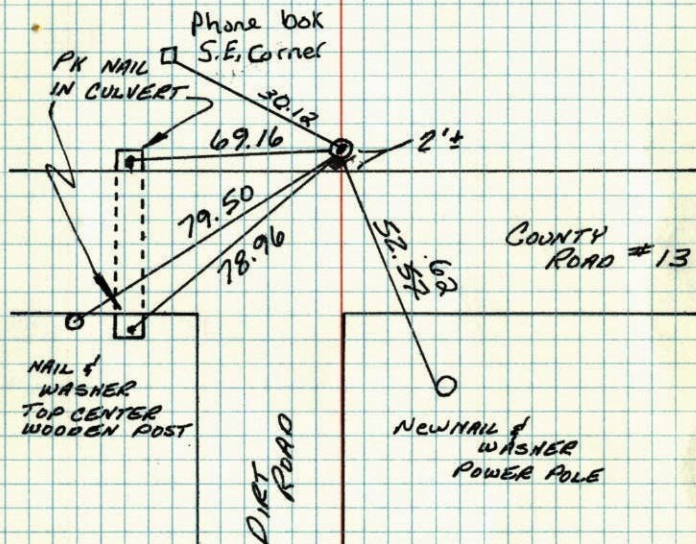 Phone box
S.E. Corner
PK NAIL
IN CULVERT
30.12
69.16
2'±
79.50
78.96
52.57
.62
COUNTY
ROAD #13
NAIL &
WASHER
TOP CENTER
WOODEN POST
NEW NAIL &
WASHER
POWER POLE
DIRT
ROAD